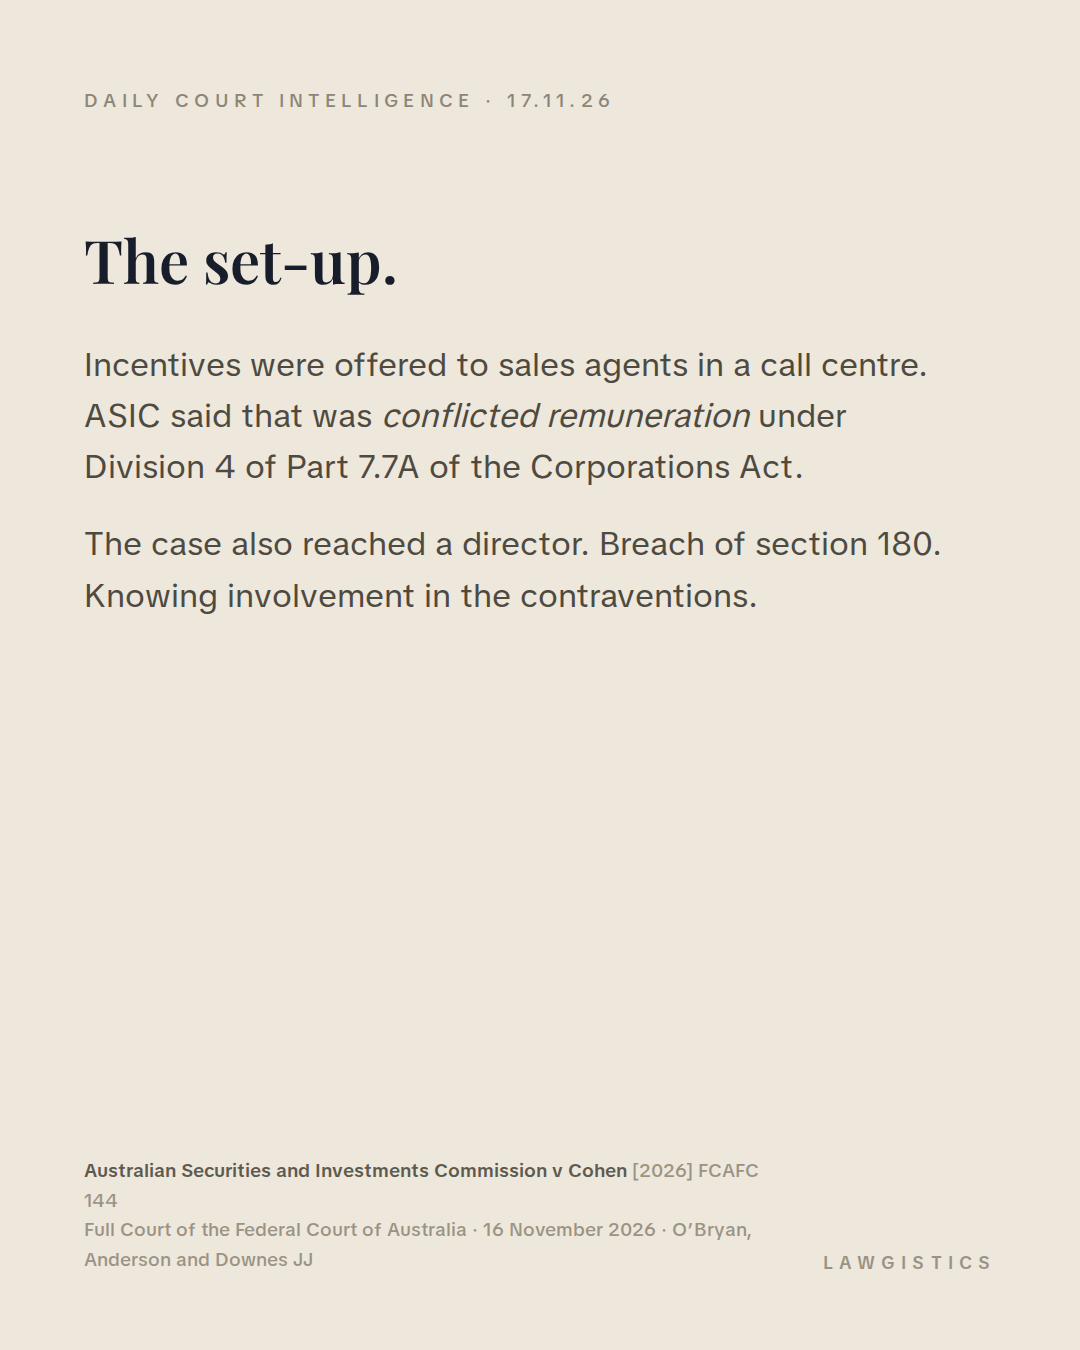 DAILY COURT INTELLIGENCE · 17.11.26
The set-up.
Incentives were offered to sales agents in a call centre.
ASIC said that was conflicted remuneration under
Division 4 of Part 7.7A of the Corporations Act.
The case also reached a director. Breach of section 180.
Knowing involvement in the contraventions.
Australian Securities and Investments Commission v Cohen [2026] FCAFC
144
Full Court of the Federal Court of Australia · 16 November 2026 · O’Bryan,
Anderson and Downes JJ
LAWGISTICS